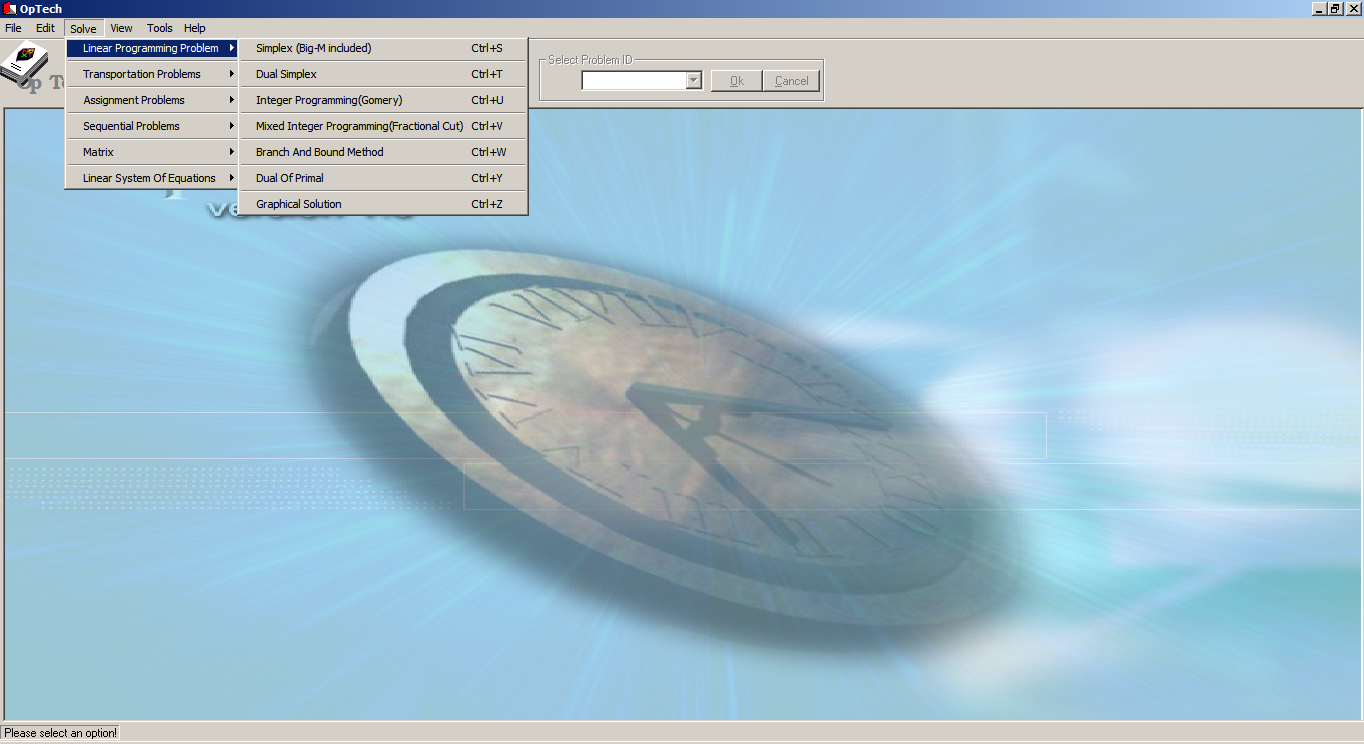 OpTech
File Edit Solve View Tools Help
Linear Programming Problem
Transportation Problems
Assignment Problems
Sequential Problems
Matrix
Linear System Of Equations
Simplex (Big-M included) Ctrl+S
Dual Simplex Ctrl+T
Integer Programming(Gomery) Ctrl+U
Mixed Integer Programming(Fractional Cut) Ctrl+V
Branch And Bound Method Ctrl+W
Dual Of Primal Ctrl+Y
Graphical Solution Ctrl+Z
Op
Select Problem ID
Ok Cancel
Please select an option!